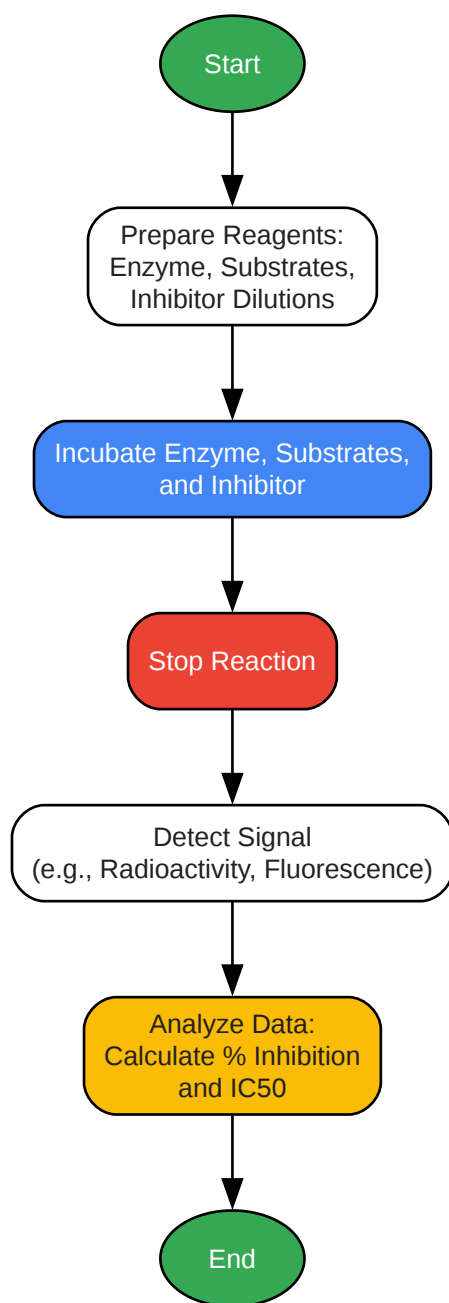 Start
Prepare Reagents:
Enzyme, Substrates,
Inhibitor Dilutions
Incubate Enzyme, Substrates,
and Inhibitor
Stop Reaction
Detect Signal
(e.g., Radioactivity, Fluorescence)
Analyze Data:
Calculate % Inhibition
and IC50
End